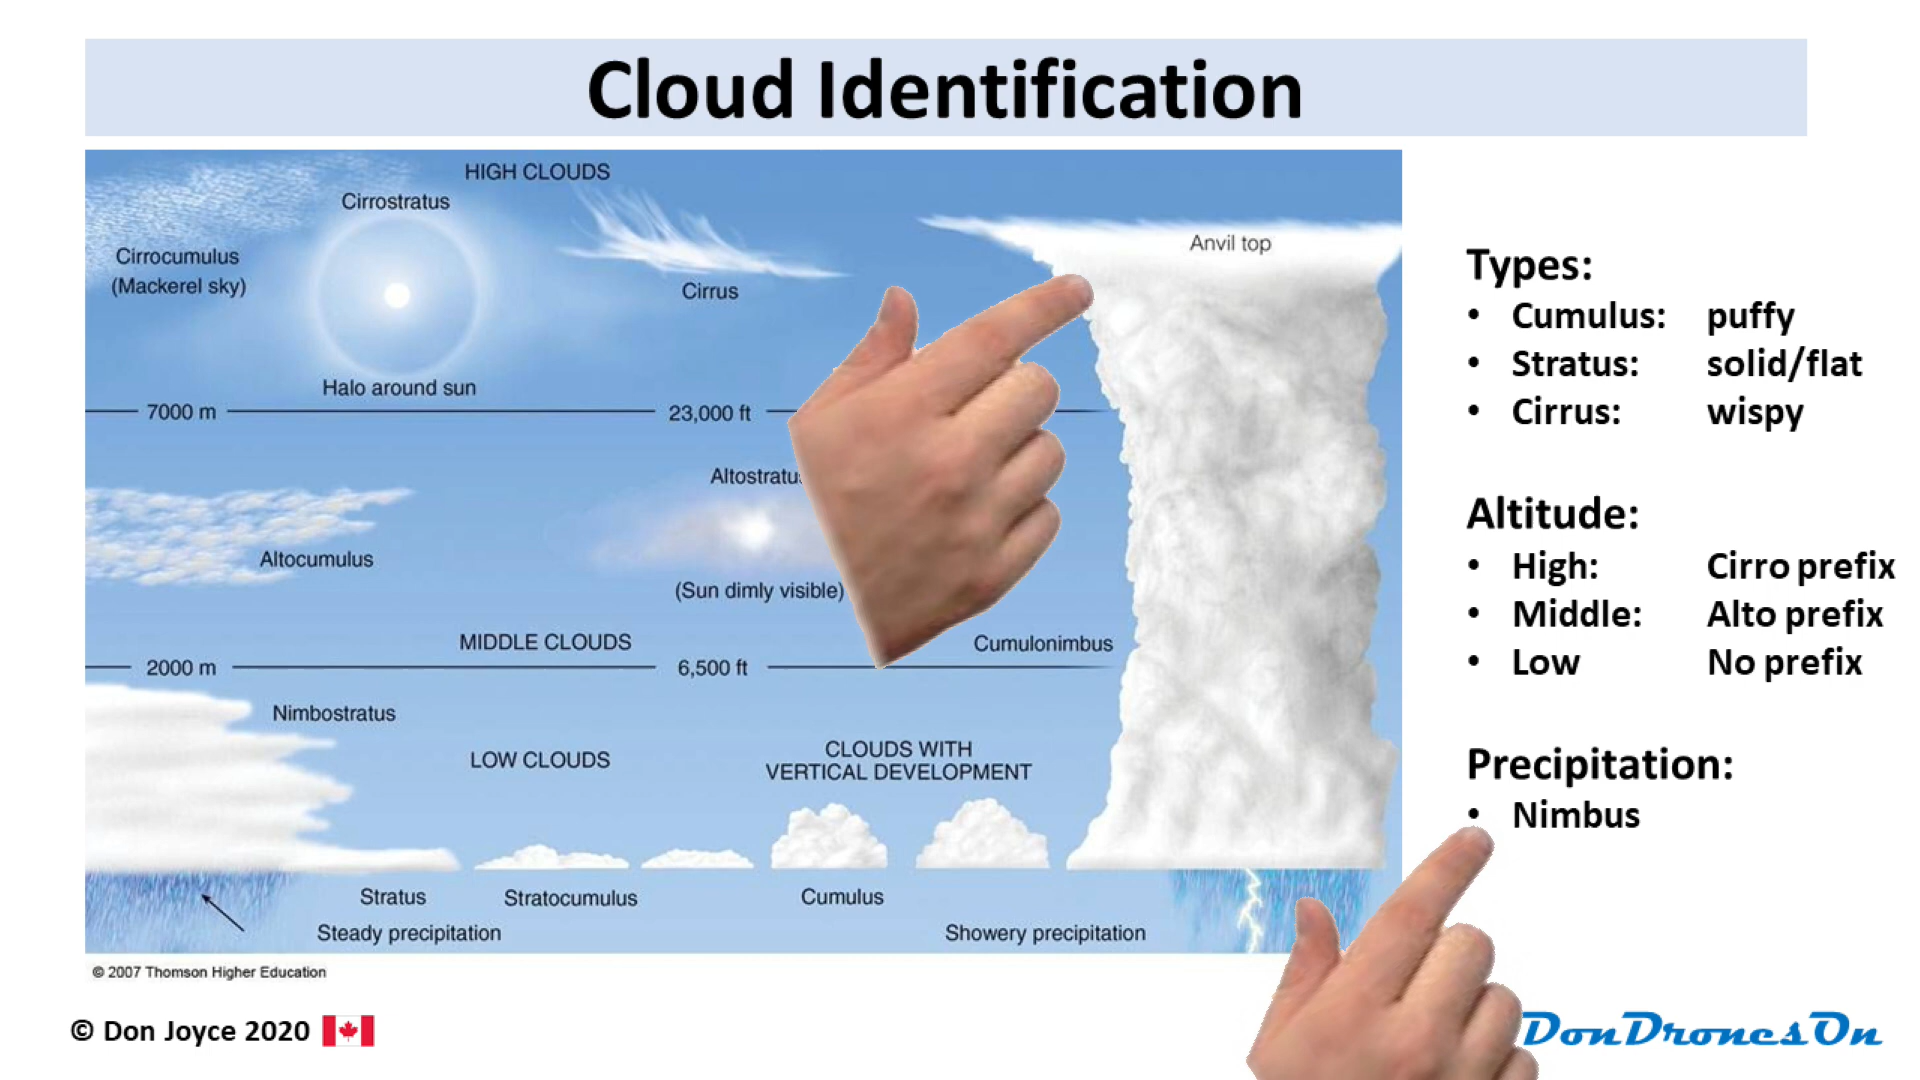 Cloud Identification
HIGH CLOUDS
Cirrostratus
Cirrocumulus
(Mackerel sky)
Cirrus
Anvil top
Halo around sun
7000 m
23,000 ft
Altostratu
Altocumulus
(Sun dimly visible)
MIDDLE CLOUDS
Cumulonimbus
2000 m
6,500 ft
Nimbostratus
LOW CLOUDS
CLOUDS WITH
VERTICAL DEVELOPMENT
Stratus
Stratocumulus
Cumulus
Steady precipitation
Showery precipitation
© 2007 Thomson Higher Education
Types:
• Cumulus: puffy
• Stratus: solid/flat
• Cirrus: wispy
Altitude:
• High: Cirro prefix
• Middle: Alto prefix
• Low No prefix
Precipitation:
• Nimbus
© Don Joyce 2020
DonDronesOn